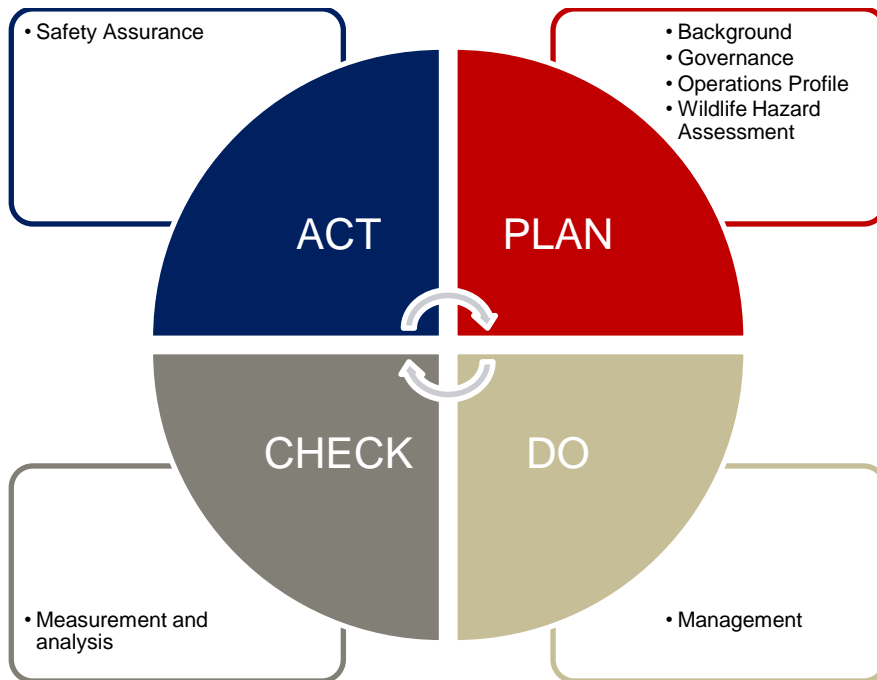 • Safety Assurance
• Background
• Governance
• Operations Profile
• Wildlife Hazard
Assessment
ACT
PLAN
CHECK
DO
• Measurement and
analysis
• Management